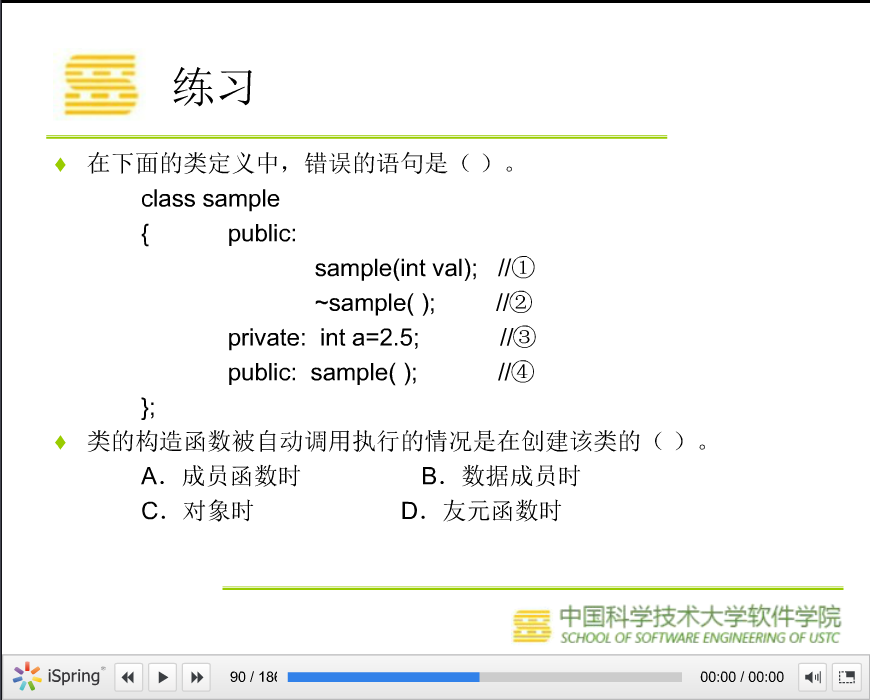 练习
在下面的类定义中，错误的语句是（ ）。
class sample
{ public:
sample(int val); //①
~sample( ); //②
private: int a=2.5; //③
public: sample( ); //④
};
类的构造函数被自动调用执行的情况是在创建该类的（ ）。
A．成员函数时 B．数据成员时
C．对象时 D．友元函数时
中国科学技术大学软件学院
SCHOOL OF SOFTWARE ENGINEERING OF USTC
iSpring® 90 / 186 00:00 / 00:00